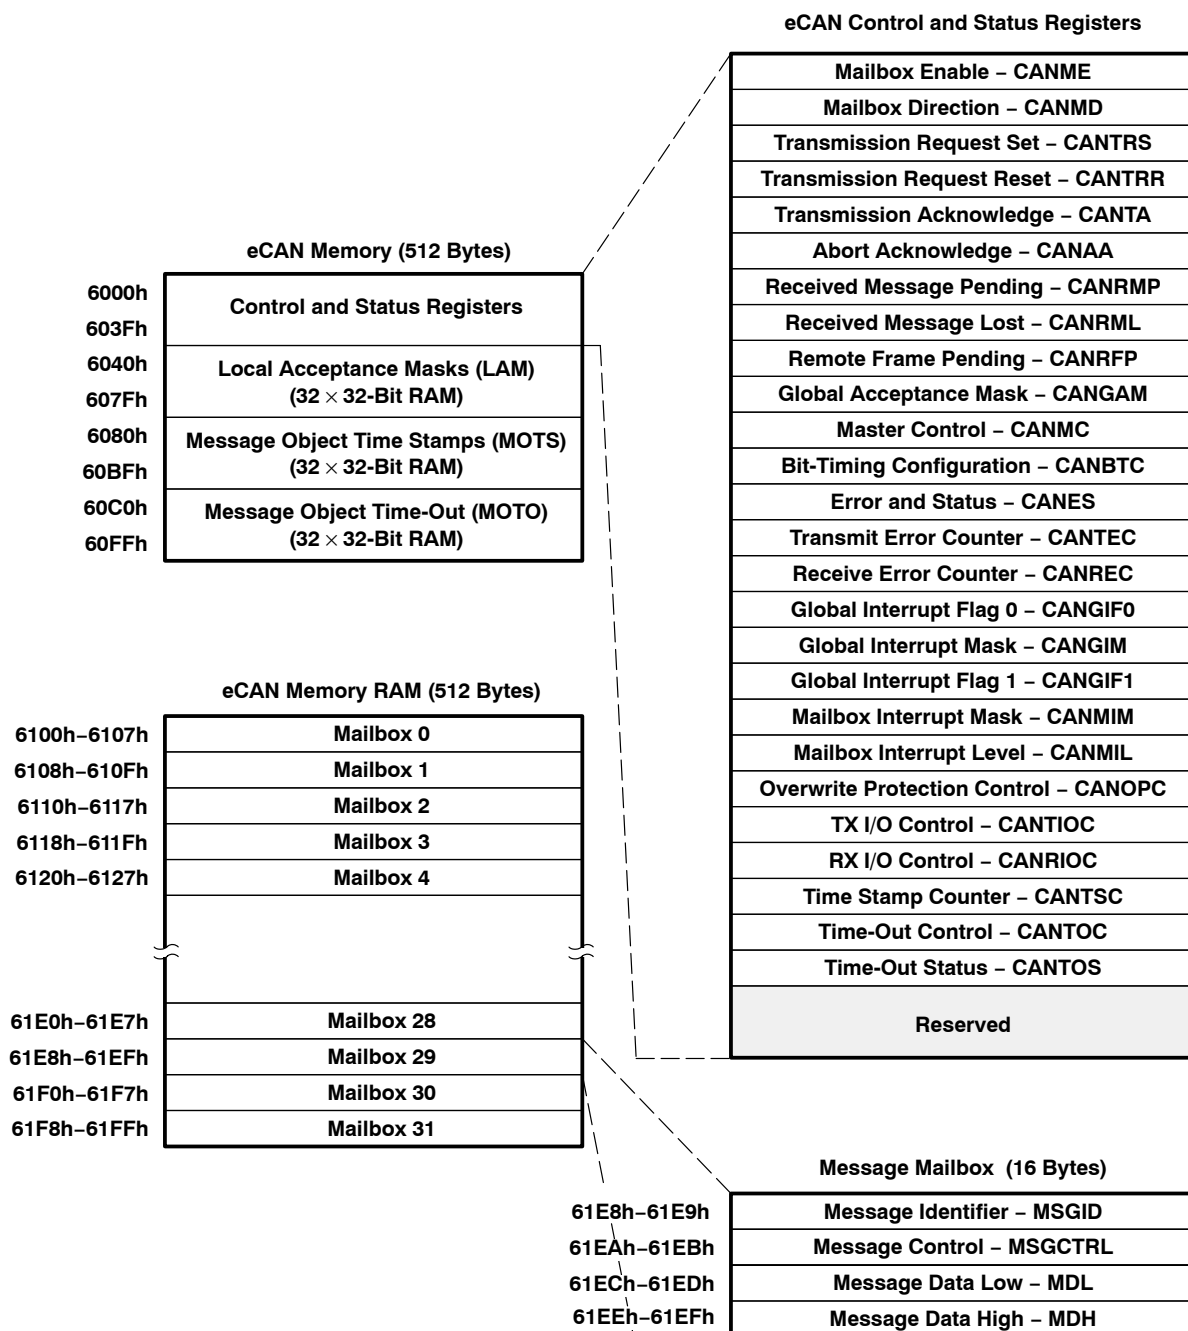 eCAN Control and Status Registers
Mailbox Enable – CANME
Mailbox Direction – CANMD
Transmission Request Set – CANTRS
Transmission Request Reset – CANTRR
Transmission Acknowledge – CANTA
Abort Acknowledge – CANAA
Received Message Pending – CANRMP
Received Message Lost – CANRML
Remote Frame Pending – CANRFP
Global Acceptance Mask – CANGAM
Master Control – CANMC
Bit-Timing Configuration – CANBTC
Error and Status – CANES
Transmit Error Counter – CANTEC
Receive Error Counter – CANREC
Global Interrupt Flag 0 – CANGIF0
Global Interrupt Mask – CANGIM
Global Interrupt Flag 1 – CANGIF1
Mailbox Interrupt Mask – CANMIM
Mailbox Interrupt Level – CANMIL
Overwrite Protection Control – CANOPC
TX I/O Control – CANTIOC
RX I/O Control – CANRIOC
Time Stamp Counter – CANTSC
Time-Out Control – CANTOC
Time-Out Status – CANTOS
Reserved
eCAN Memory (512 Bytes)
6000h
Control and Status Registers
603Fh
6040h
Local Acceptance Masks (LAM)
(32 × 32-Bit RAM)
607Fh
6080h
Message Object Time Stamps (MOTS)
(32 × 32-Bit RAM)
60BFh
60C0h
Message Object Time-Out (MOTO)
(32 × 32-Bit RAM)
60FFh
eCAN Memory RAM (512 Bytes)
6100h–6107h Mailbox 0
6108h–610Fh Mailbox 1
6110h–6117h Mailbox 2
6118h–611Fh Mailbox 3
6120h–6127h Mailbox 4
61E0h–61E7h Mailbox 28
61E8h–61EFh Mailbox 29
61F0h–61F7h Mailbox 30
61F8h–61FFh Mailbox 31
Message Mailbox (16 Bytes)
61E8h–61E9h Message Identifier – MSGID
61EAh–61EBh Message Control – MSGCTRL
61ECh–61EDh Message Data Low – MDL
61EEh–61EFh Message Data High – MDH